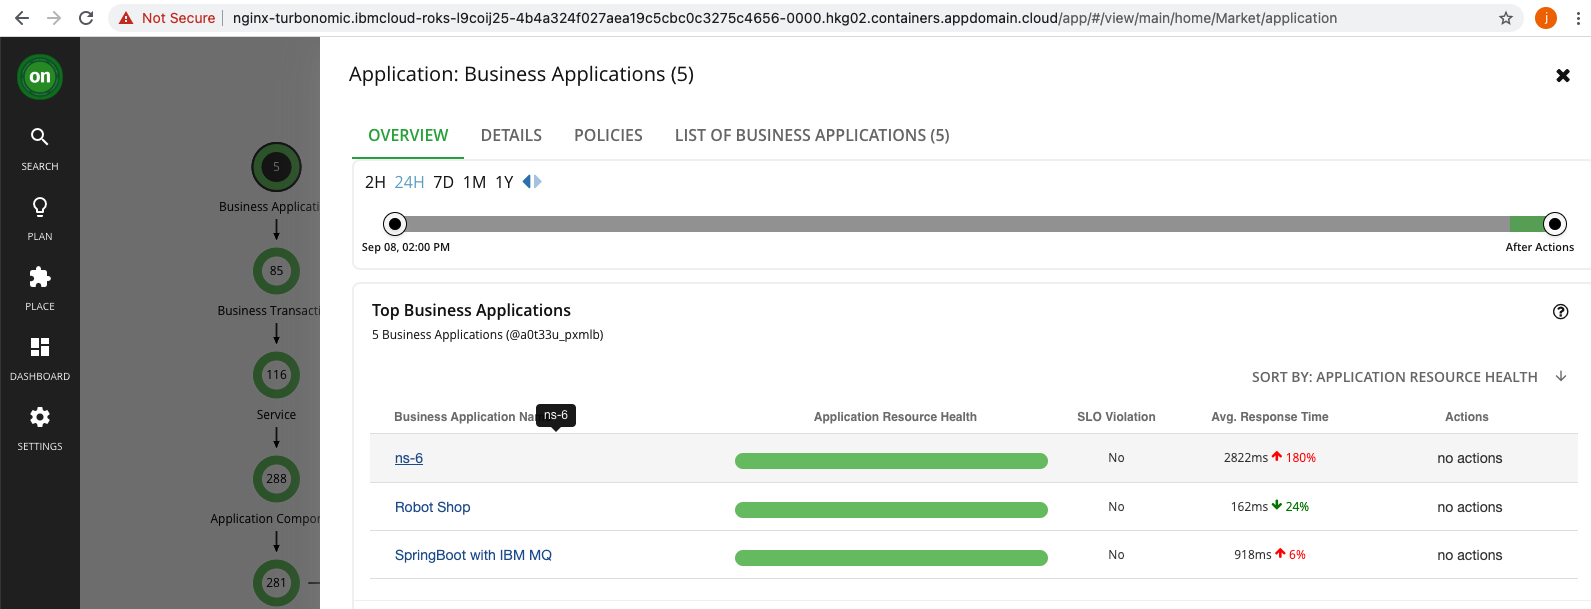 Not Secure | nginx-turbonomic.ibmcloud-roks-l9coij25-4b4a324f027aea19c5cbc0c3275c4656-0000.hkg02.containers.appdomain.cloud/app/#/view/main/home/Market/application
j
on
SEARCH
PLAN
PLACE
DASHBOARD
SETTINGS
5
Business Applicati
85
Business Transacti
116
Service
288
Application Compo
281
Application: Business Applications (5)
OVERVIEW DETAILS POLICIES LIST OF BUSINESS APPLICATIONS (5)
2H 24H 7D 1M 1Y
Sep 08, 02:00 PM After Actions
Top Business Applications
5 Business Applications (@a0t33u_pxmlb)
SORT BY: APPLICATION RESOURCE HEALTH
ns-6
Business Application Na Application Resource Health SLO Violation Avg. Response Time Actions
ns-6 No 2822ms 180% no actions
Robot Shop No 162ms 24% no actions
SpringBoot with IBM MQ No 918ms 6% no actions